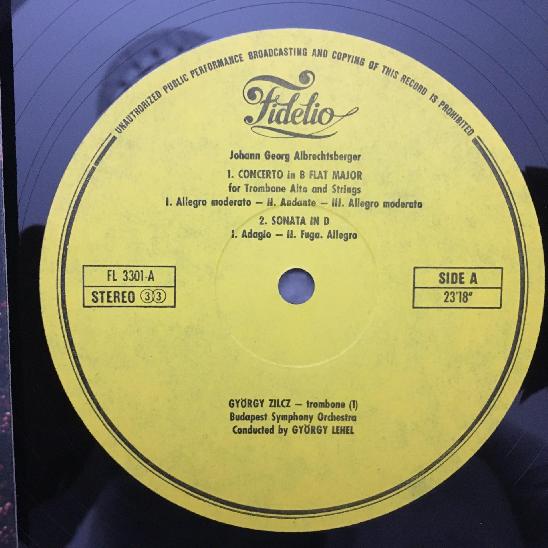 UNAUTHORIZED PUBLIC PERFORMANCE BROADCASTING AND COPYING OF THIS RECORD IS PROHIBITED
Fidelio
Johann Georg Albrechtsberger
1. CONCERTO in B FLAT MAJOR
for Trombone Alto and Strings
I. Allegro moderato – II. Andante – III. Allegro moderato
2. SONATA IN D
I. Adagio – II. Fuga. Allegro
FL 3301-A
STEREO 33
SIDE A
23'18"
GYÖRGY ZILCZ – trombone (1)
Budapest Symphony Orchestra
Conducted by GYÖRGY LEHEL